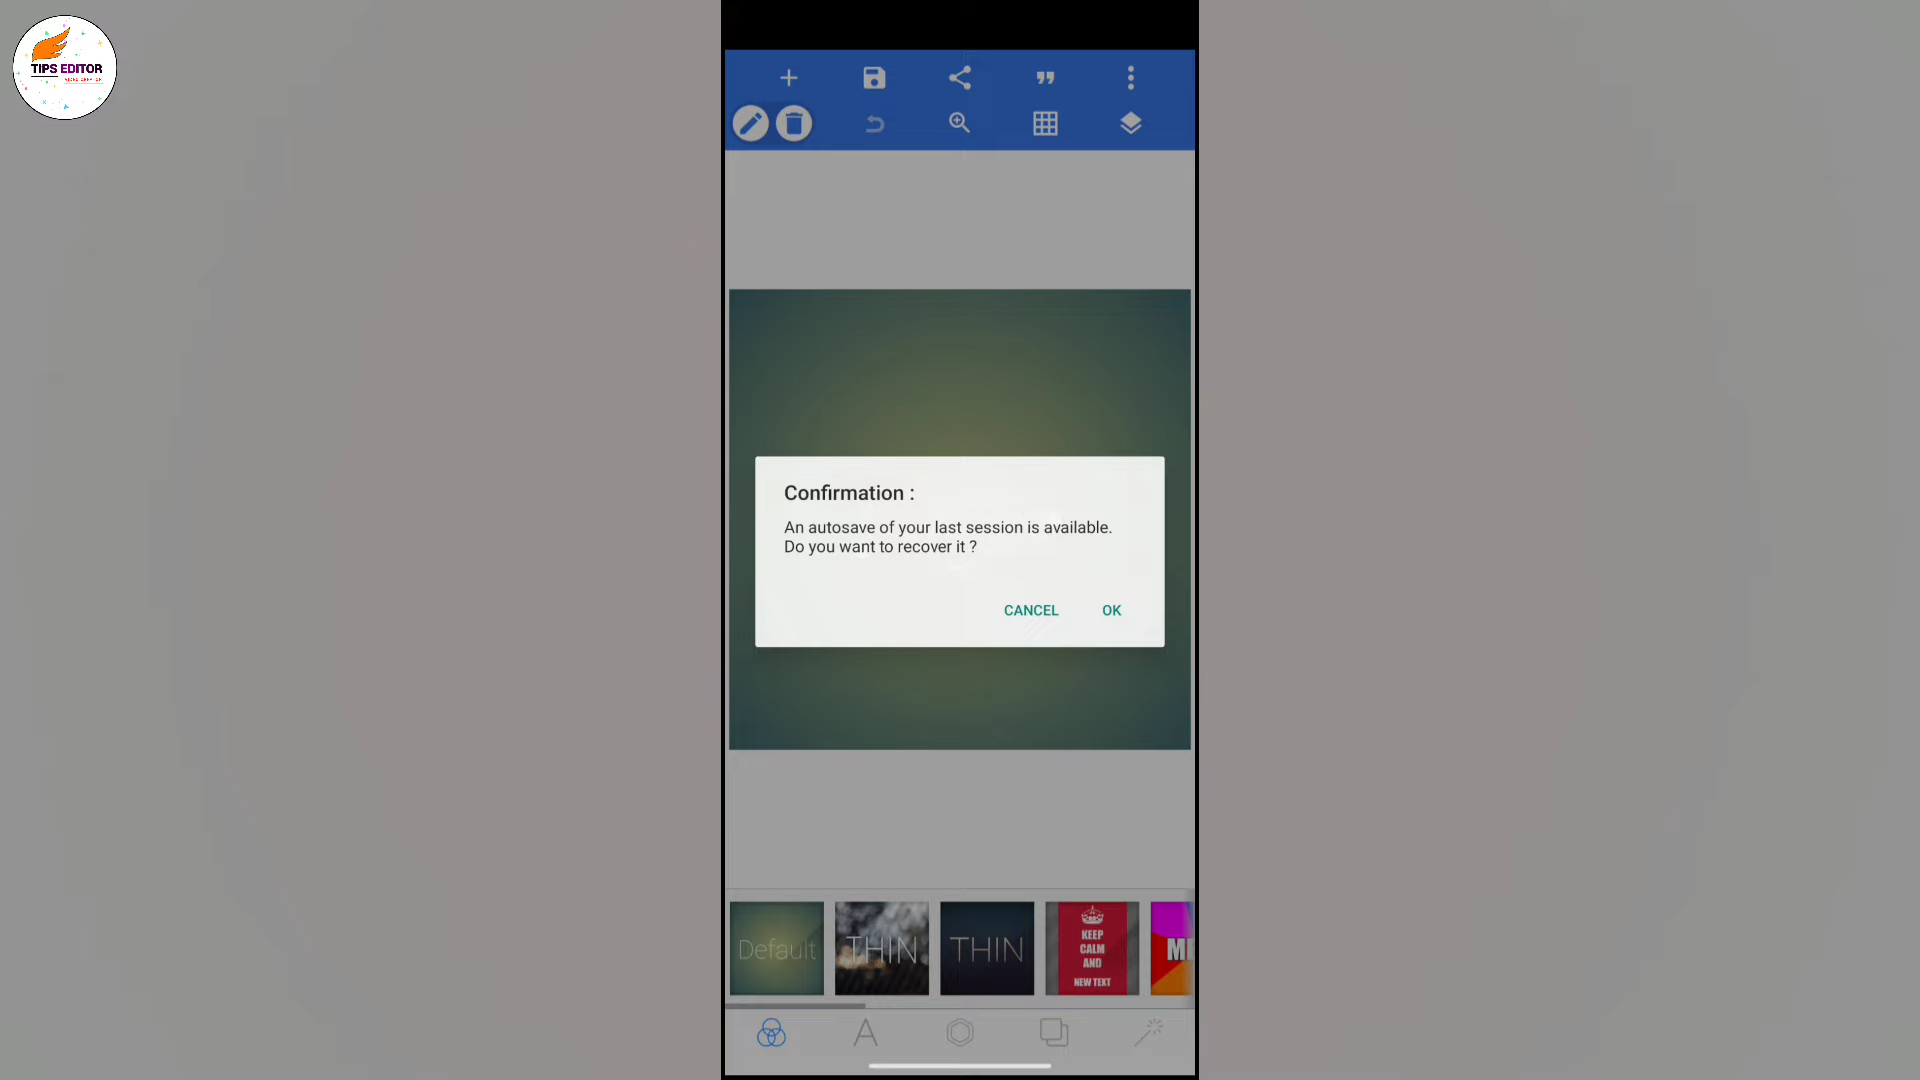 TIPS EDITOR
Confirmation :
An autosave of your last session is available.
Do you want to recover it ?
CANCEL OK
Default
THIN
THIN
KEEP
CALM
AND
NEW TEXT